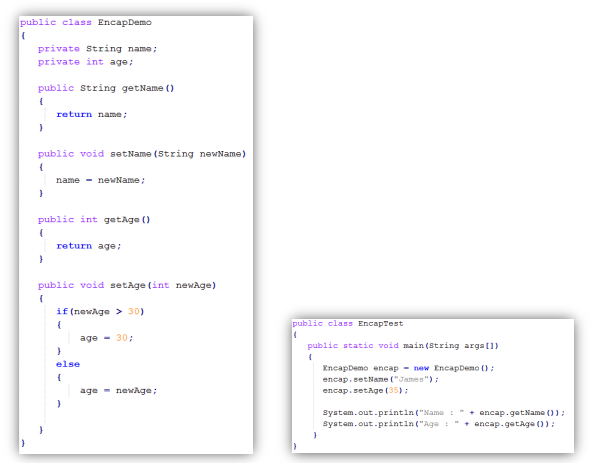 public class EncapDemo
{
private String name;
private int age;
public String getName()
{
return name;
}
public void setName(String newName)
{
name = newName;
}
public int getAge()
{
return age;
}
public void setAge(int newAge)
{
if(newAge > 30)
{
age = 30;
}
else
{
age = newAge;
}
}
}
public class EncapTest
{
public static void main(String args[])
{
EncapDemo encap = new EncapDemo();
encap.setName("James");
encap.setAge(35);
System.out.println("Name : " + encap.getName());
System.out.println("Age : " + encap.getAge());
}
}